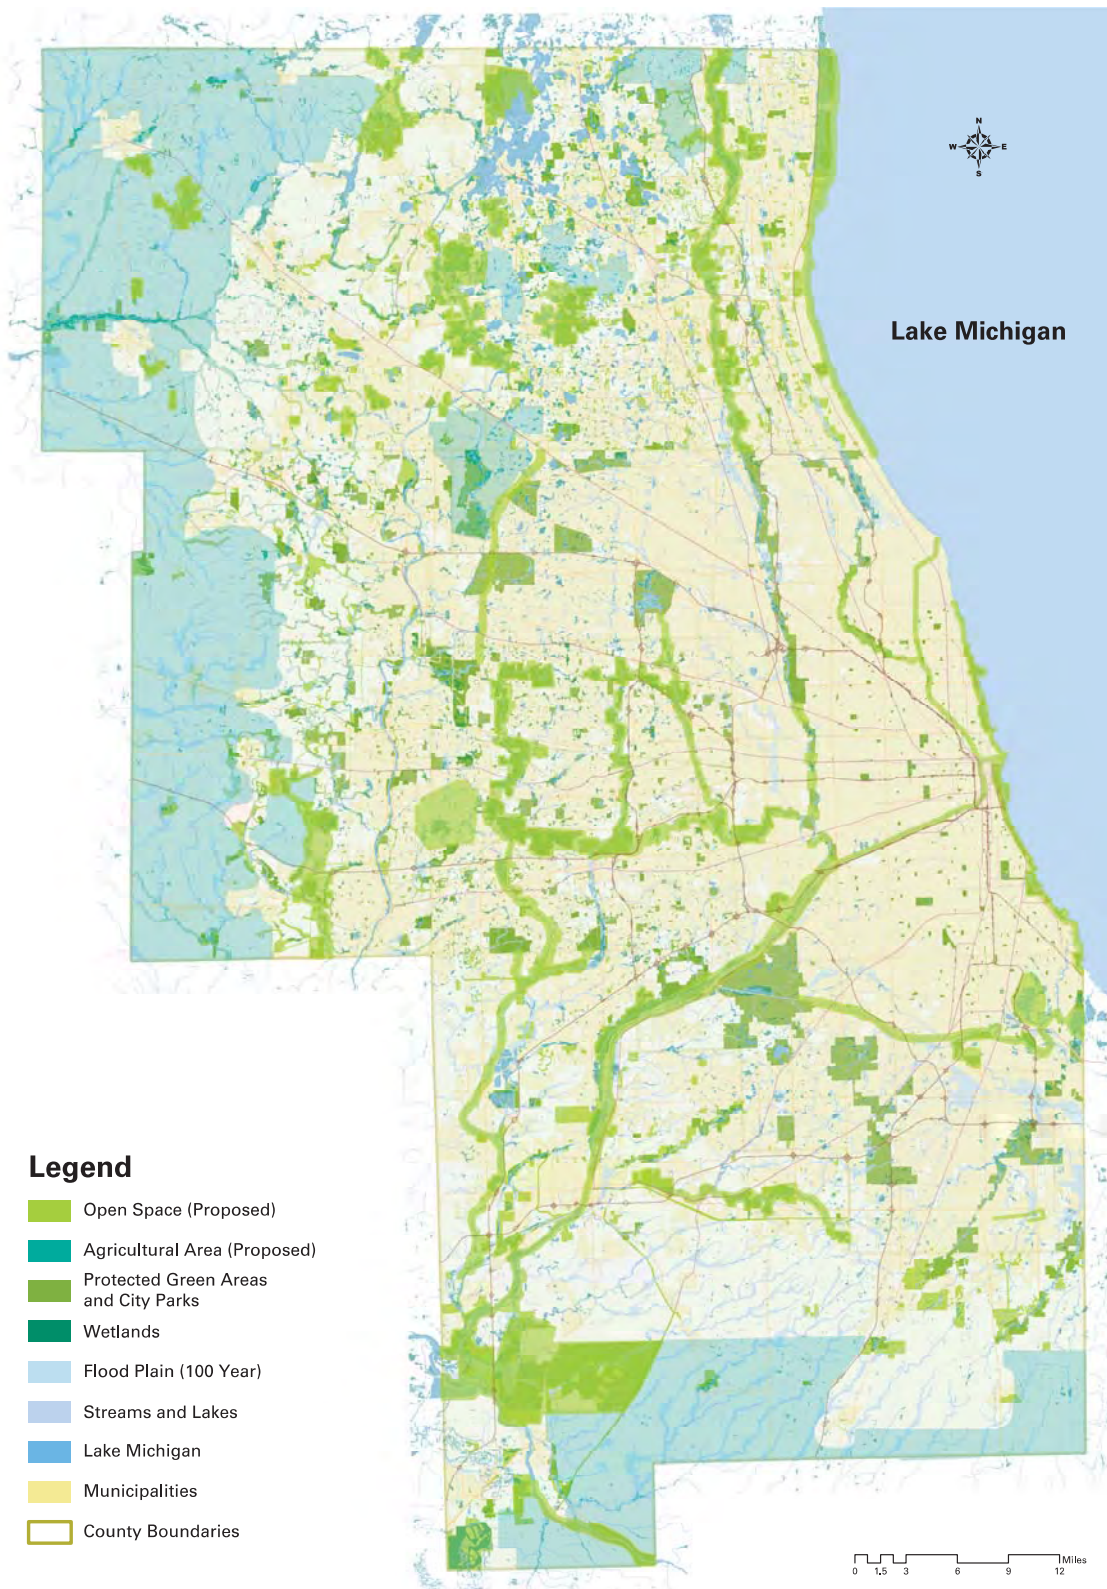 N
W E
S
Lake Michigan
Legend
Open Space (Proposed)
Agricultural Area (Proposed)
Protected Green Areas
and City Parks
Wetlands
Flood Plain (100 Year)
Streams and Lakes
Lake Michigan
Municipalities
County Boundaries
Miles
0 1.5 3 6 9 12